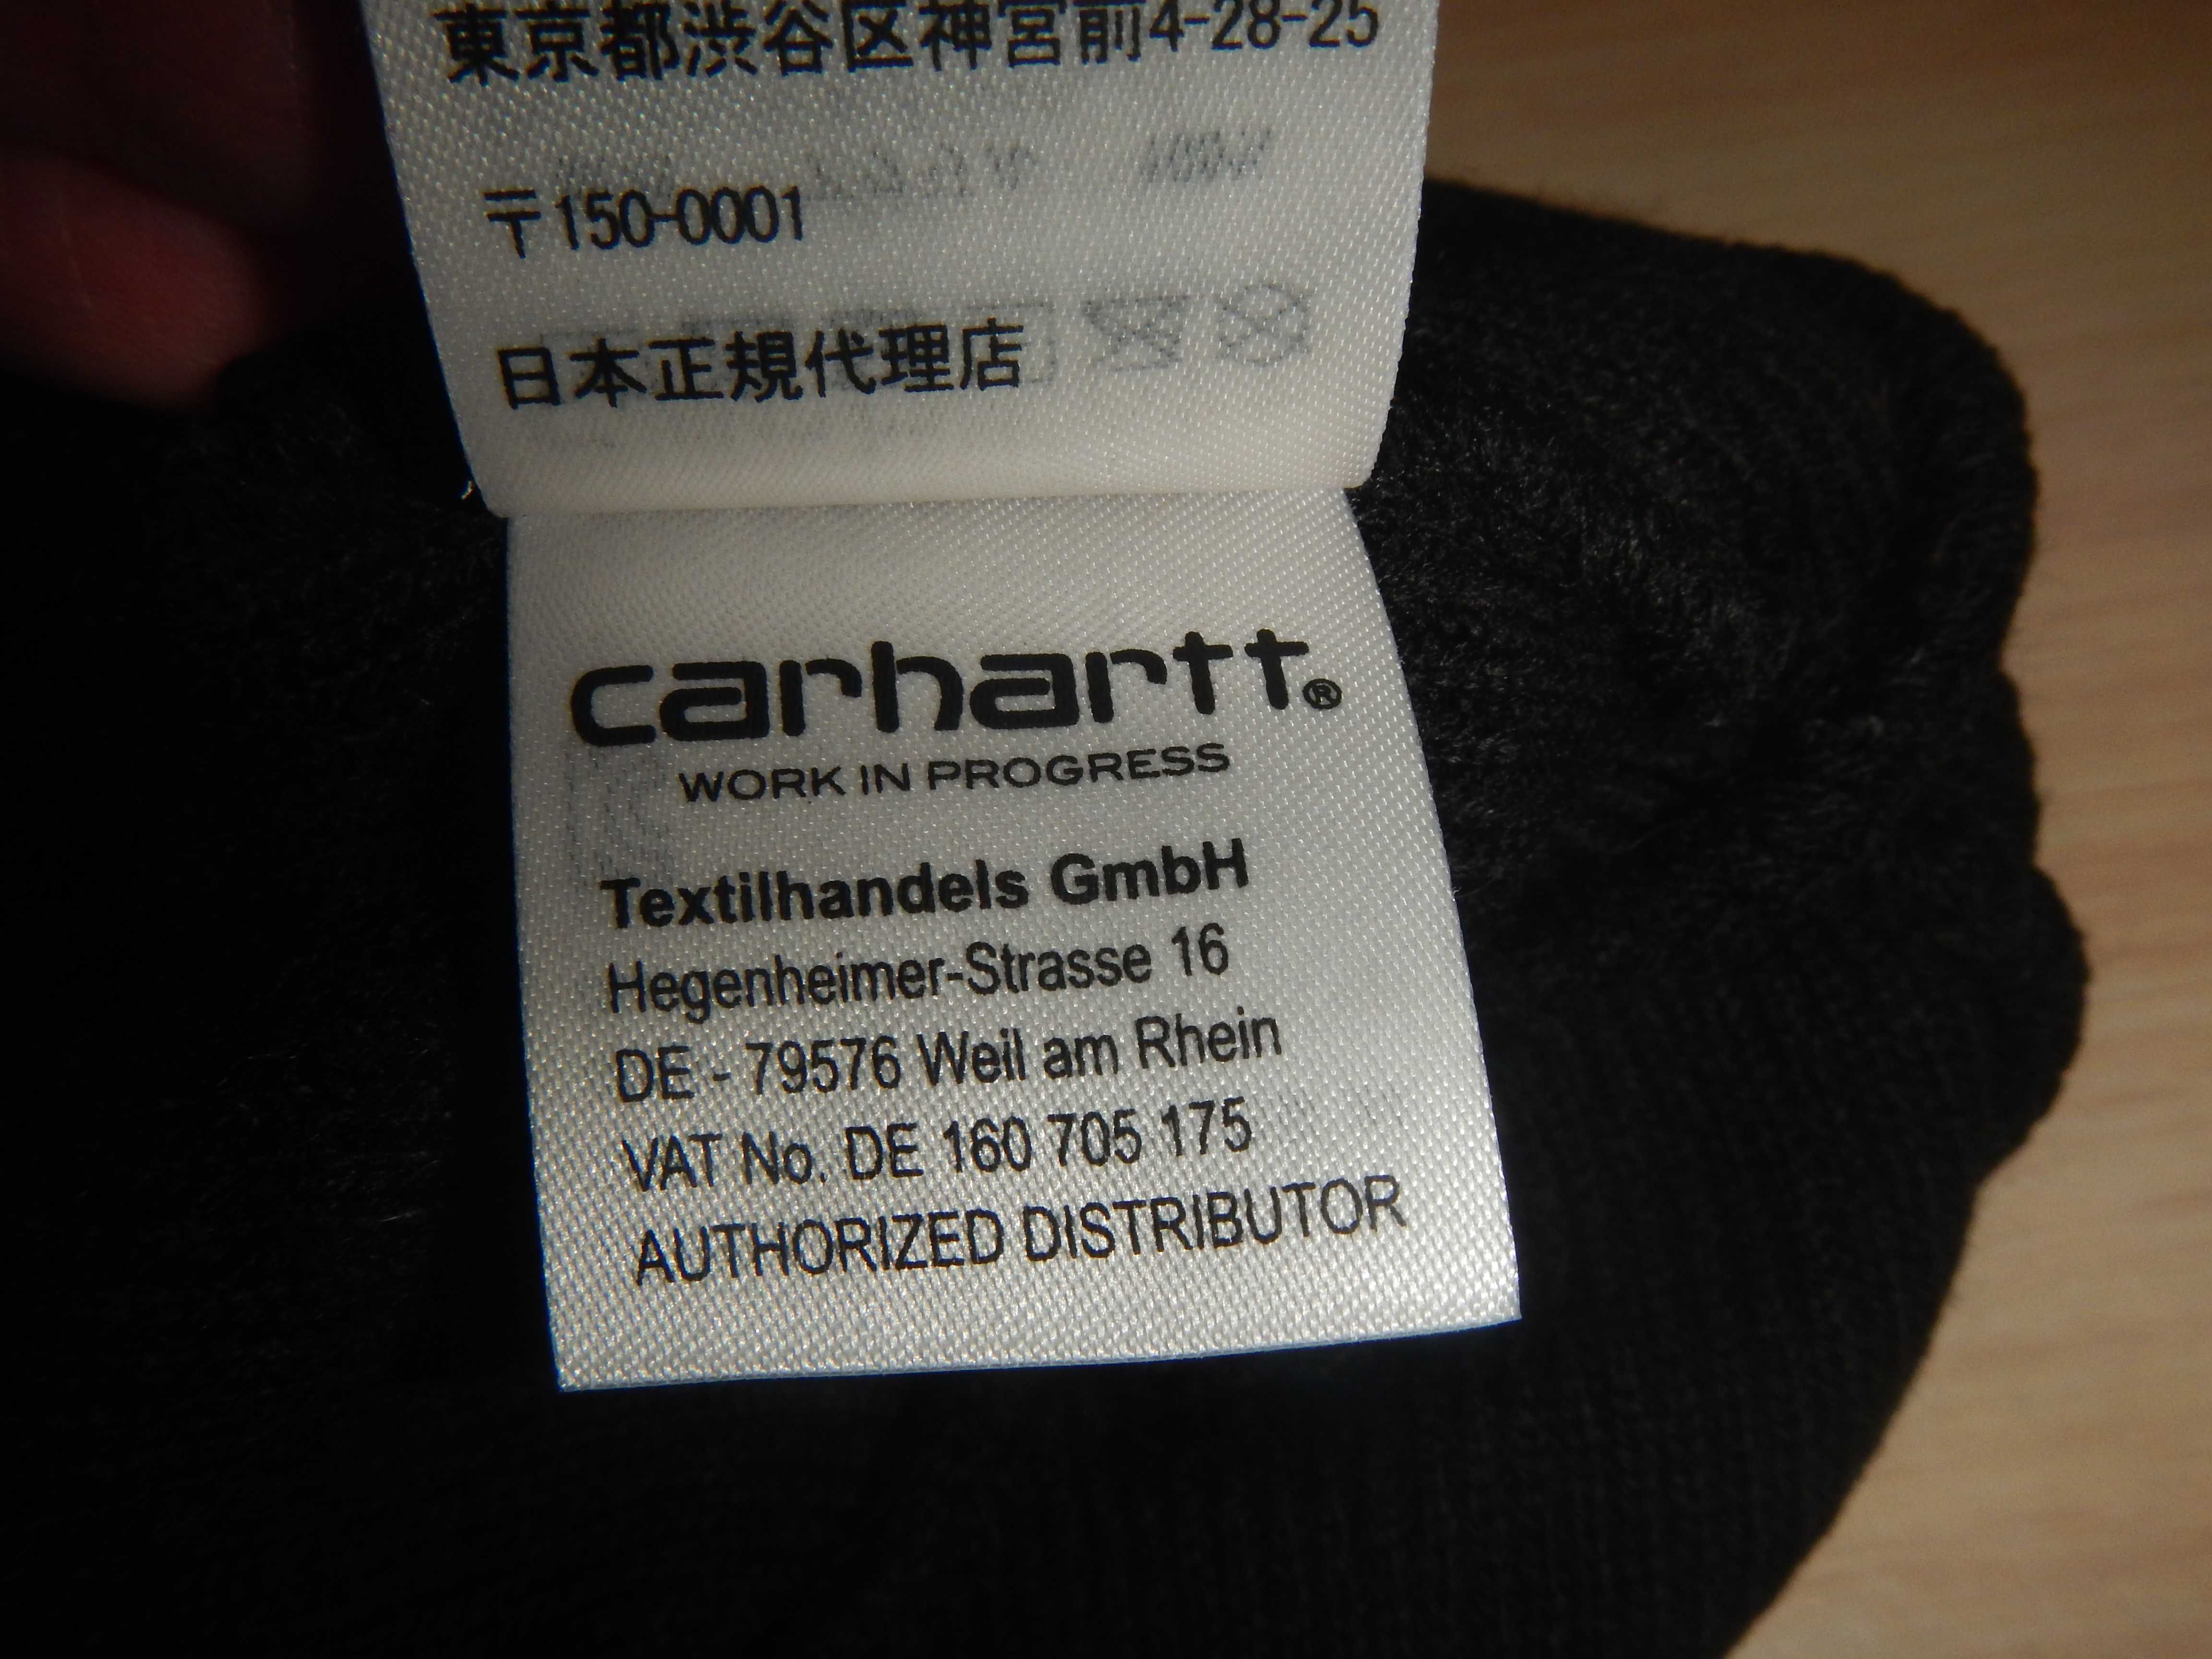 東京都渋谷区神宮前4-28-25
〒150-0001
日本正規代理店
carhartt®
WORK IN PROGRESS
Textilhandels GmbH
Hegenheimer-Strasse 16
DE - 79576 Weil am Rhein
VAT No. DE 160 705 175
AUTHORIZED DISTRIBUTOR